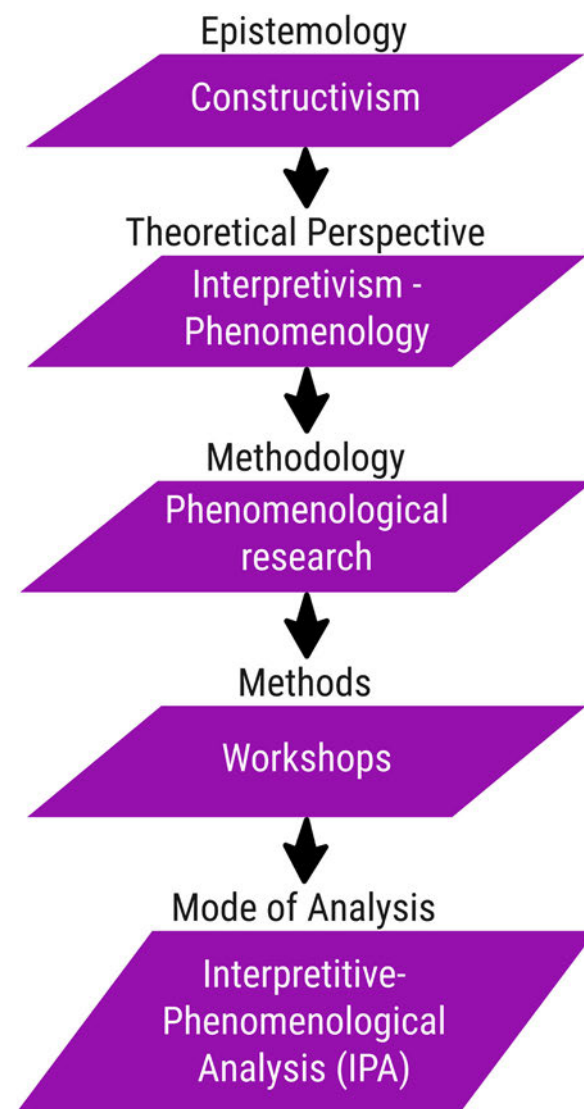 Epistemology
Constructivism
Theoretical Perspective
Interpretivism -
Phenomenology
Methodology
Phenomenological
research
Methods
Workshops
Mode of Analysis
Interpretitive-
Phenomenological
Analysis (IPA)